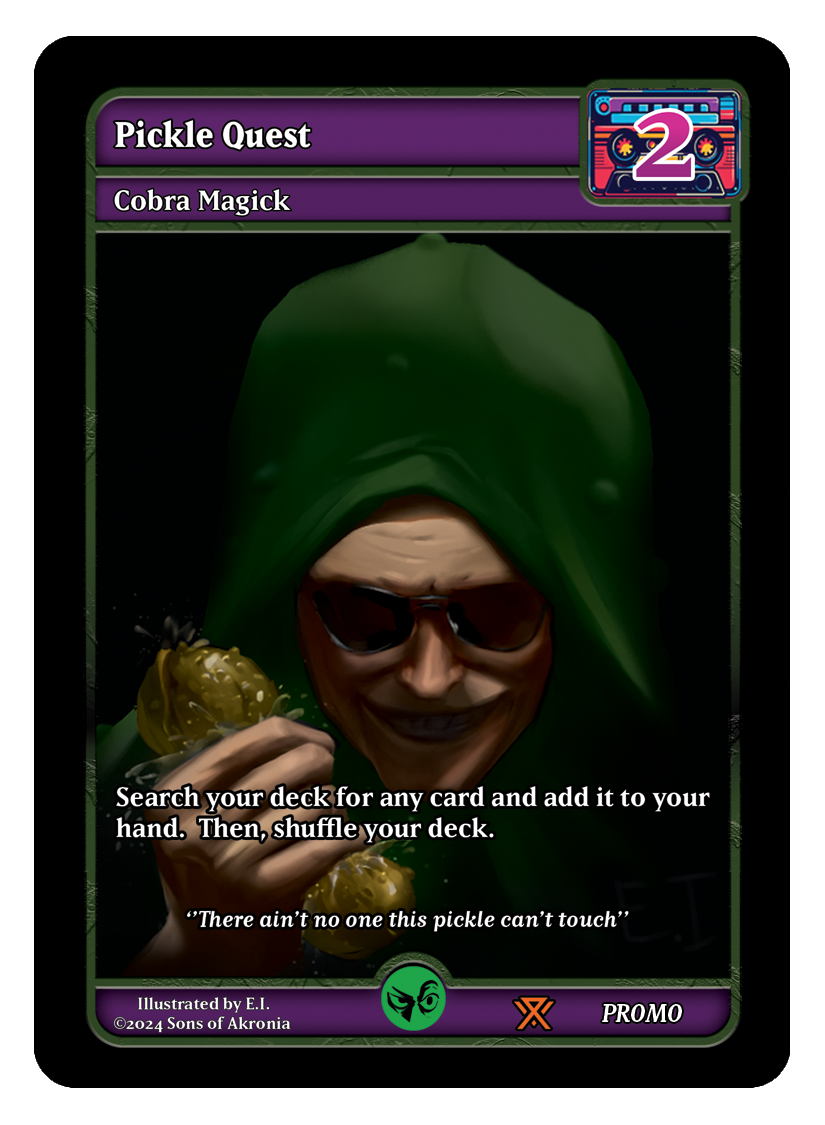 Pickle Quest
2
Cobra Magick
Search your deck for any card and add it to your
hand. Then, shuffle your deck.
‘’There ain’t no one this pickle can’t touch’’
E.I
Illustrated by E.I.
©2024 Sons of Akronia
PROMO